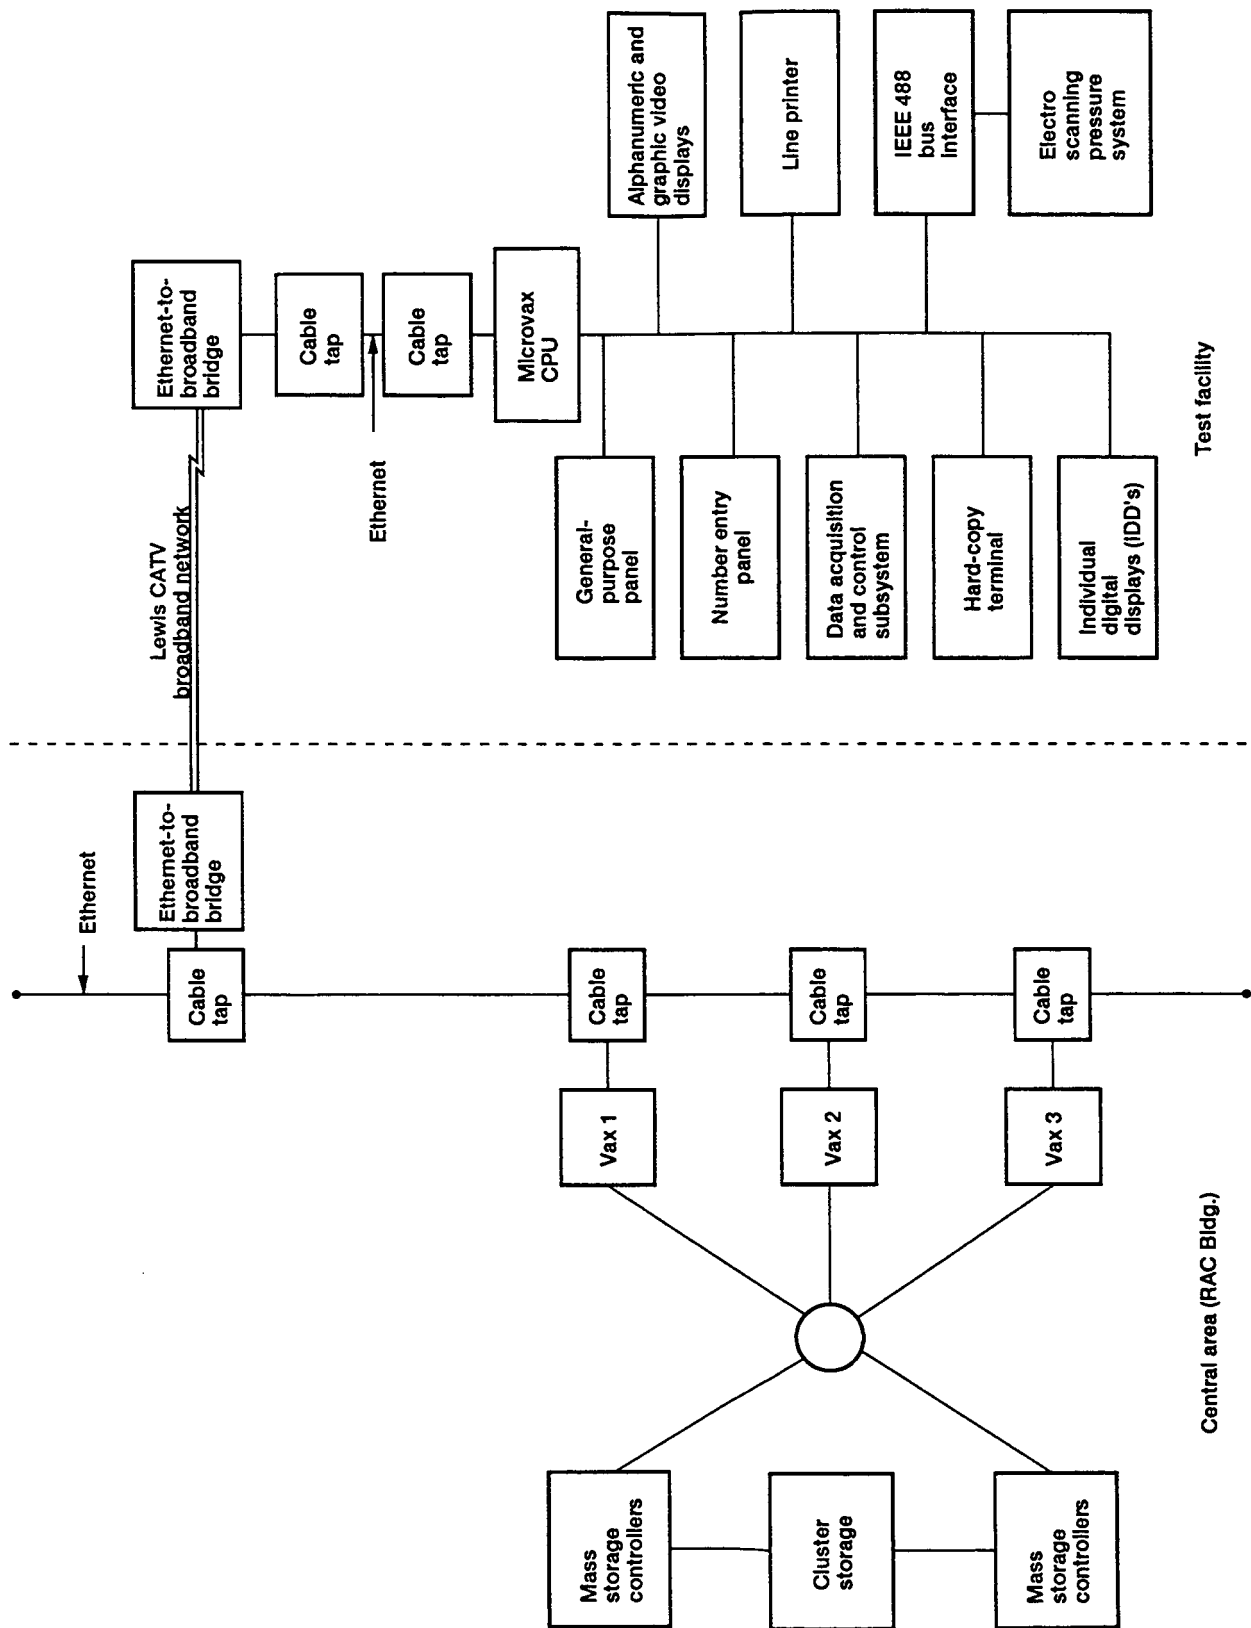 Mass
storage
controllers
Cluster
storage
Mass
storage
controllers
Vax 1
Vax 2
Vax 3
Cable
tap
Cable
tap
Cable
tap
Cable
tap
Ethernet
Ethernet-to-
broadband
bridge
Lewis CATV
broadband network
Ethernet-to-
broadband
bridge
Cable
tap
Ethernet
Cable
tap
Microvax
CPU
General-
purpose
panel
Number entry
panel
Data acquisition
and control
subsystem
Hard-copy
terminal
Individual
digital
displays (IDD's)
Alphanumeric and
graphic video
displays
Line printer
IEEE 488
bus
interface
Electro
scanning
pressure
system
Central area (RAC Bldg.)
Test facility